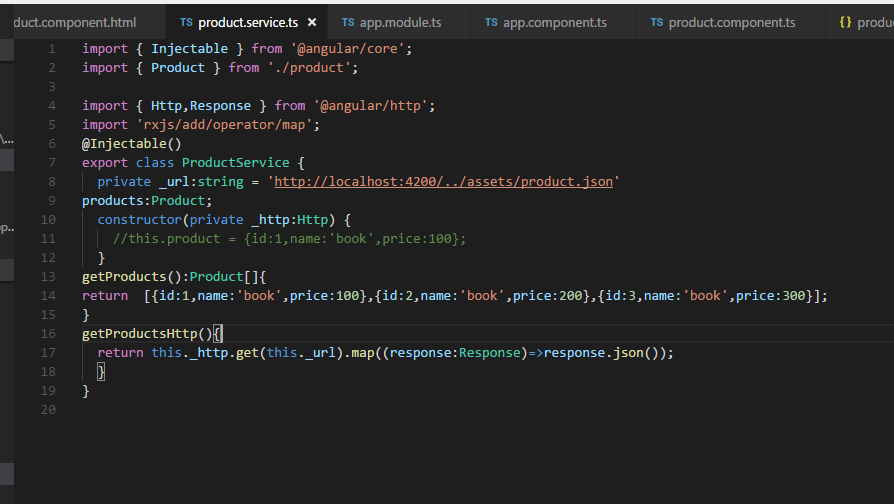 duct.component.html TS product.service.ts × TS app.module.ts TS app.component.ts TS product.component.ts {} produ
1 import { Injectable } from '@angular/core';
2 import { Product } from './product';
3
4 import { Http,Response } from '@angular/http';
5 import 'rxjs/add/operator/map';
6 @Injectable()
7 export class ProductService {
8 private _url:string = 'http://localhost:4200/../assets/product.json'
9 products:Product;
10 constructor(private _http:Http) {
11 //this.product = {id:1,name:'book',price:100};
12 }
13 getProducts():Product[]{
14 return  [{id:1,name:'book',price:100},{id:2,name:'book',price:200},{id:3,name:'book',price:300}];
15 }
16 getProductsHttp(){
17 return this._http.get(this._url).map((response:Response)=>response.json());
18 }
19 }
20
\...
op..